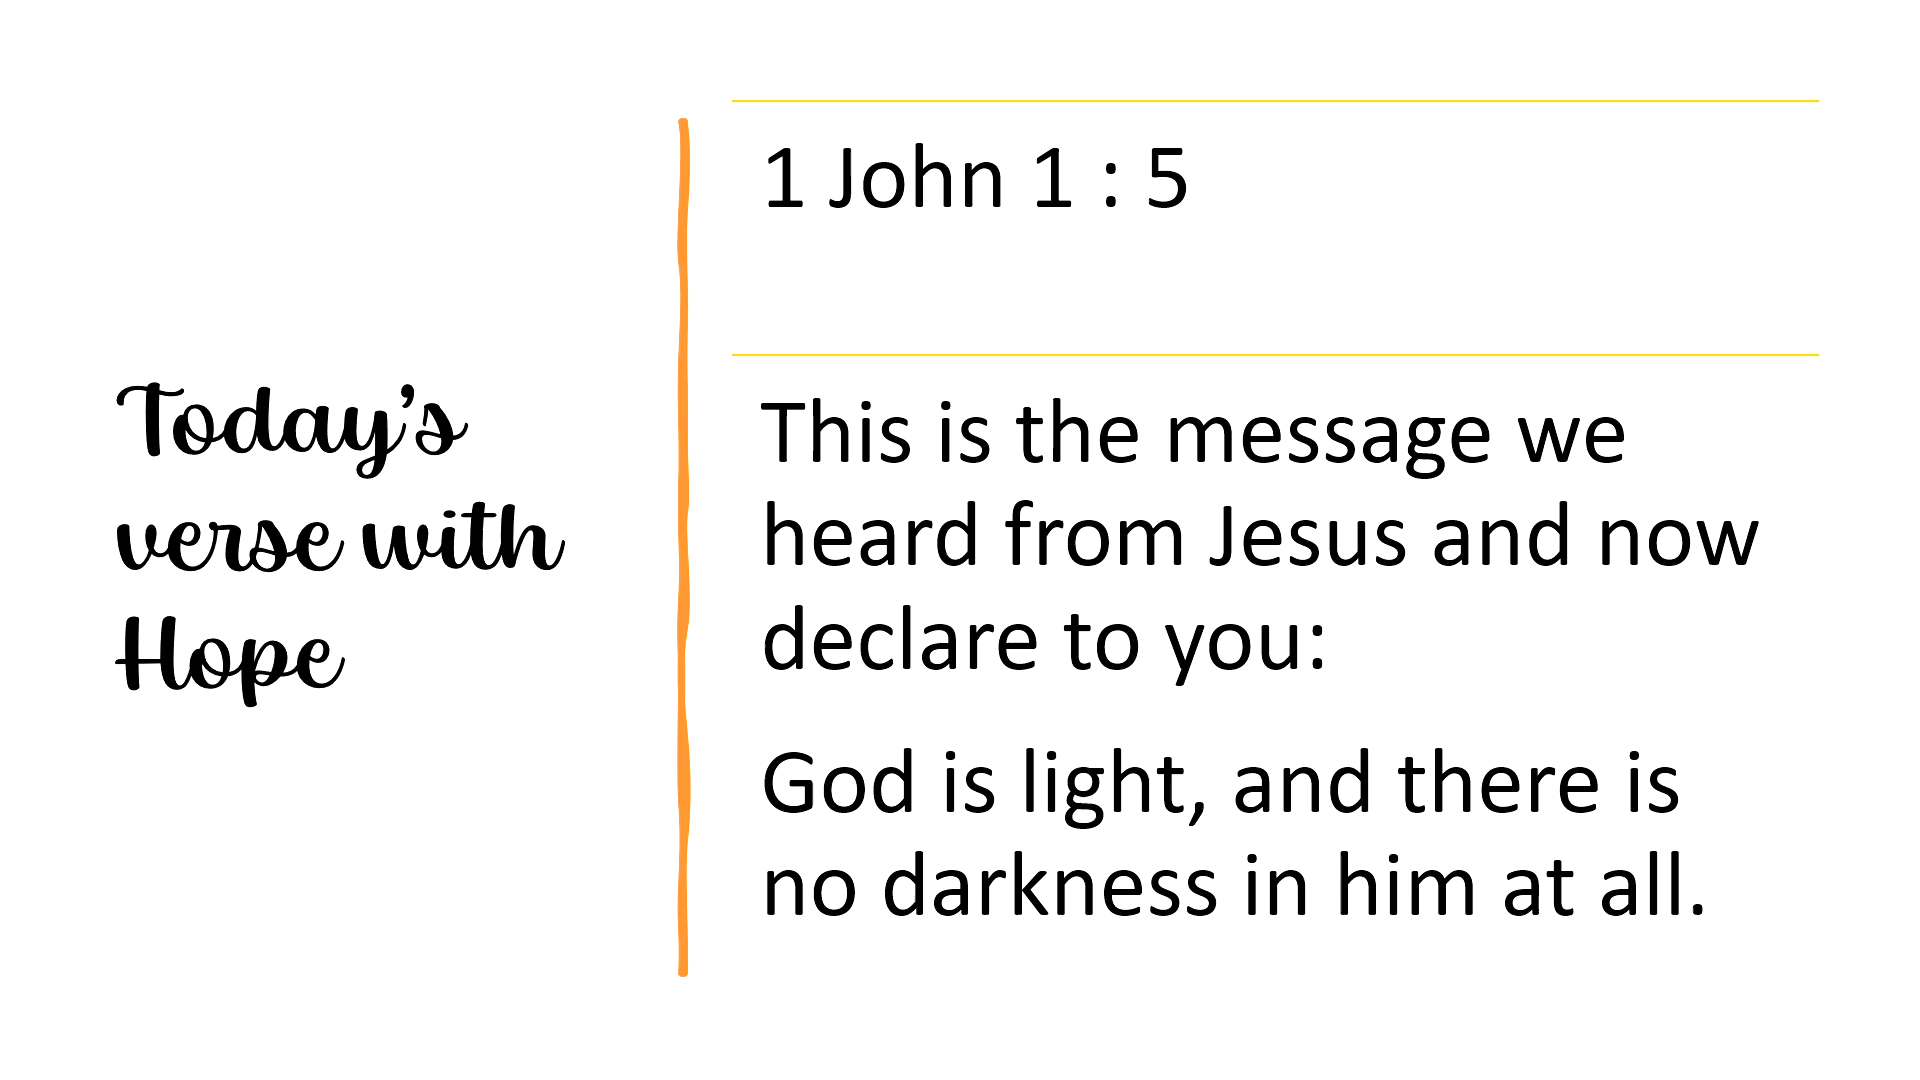 Today’s
verse with
Hope
1 John 1 : 5
This is the message we
heard from Jesus and now
declare to you:
God is light, and there is
no darkness in him at all.